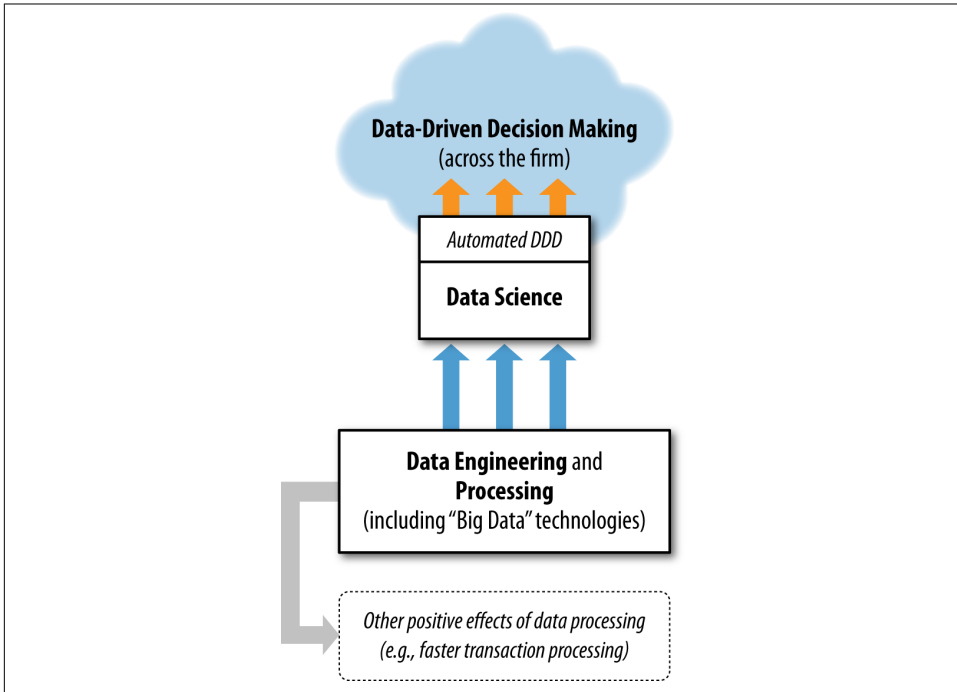 Data-Driven Decision Making
(across the firm)
Automated DDD
Data Science
Data Engineering and
Processing
(including “Big Data” technologies)
Other positive effects of data processing
(e.g., faster transaction processing)